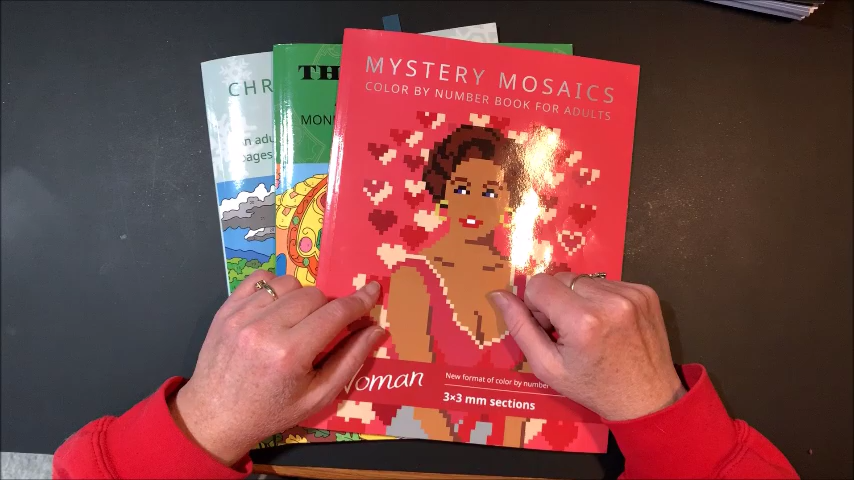 MYSTERY MOSAICS
COLOR BY NUMBER BOOK FOR ADULTS
Woman
New format of color by number
3×3 mm sections
TH
MON
CHR
an adu
pages